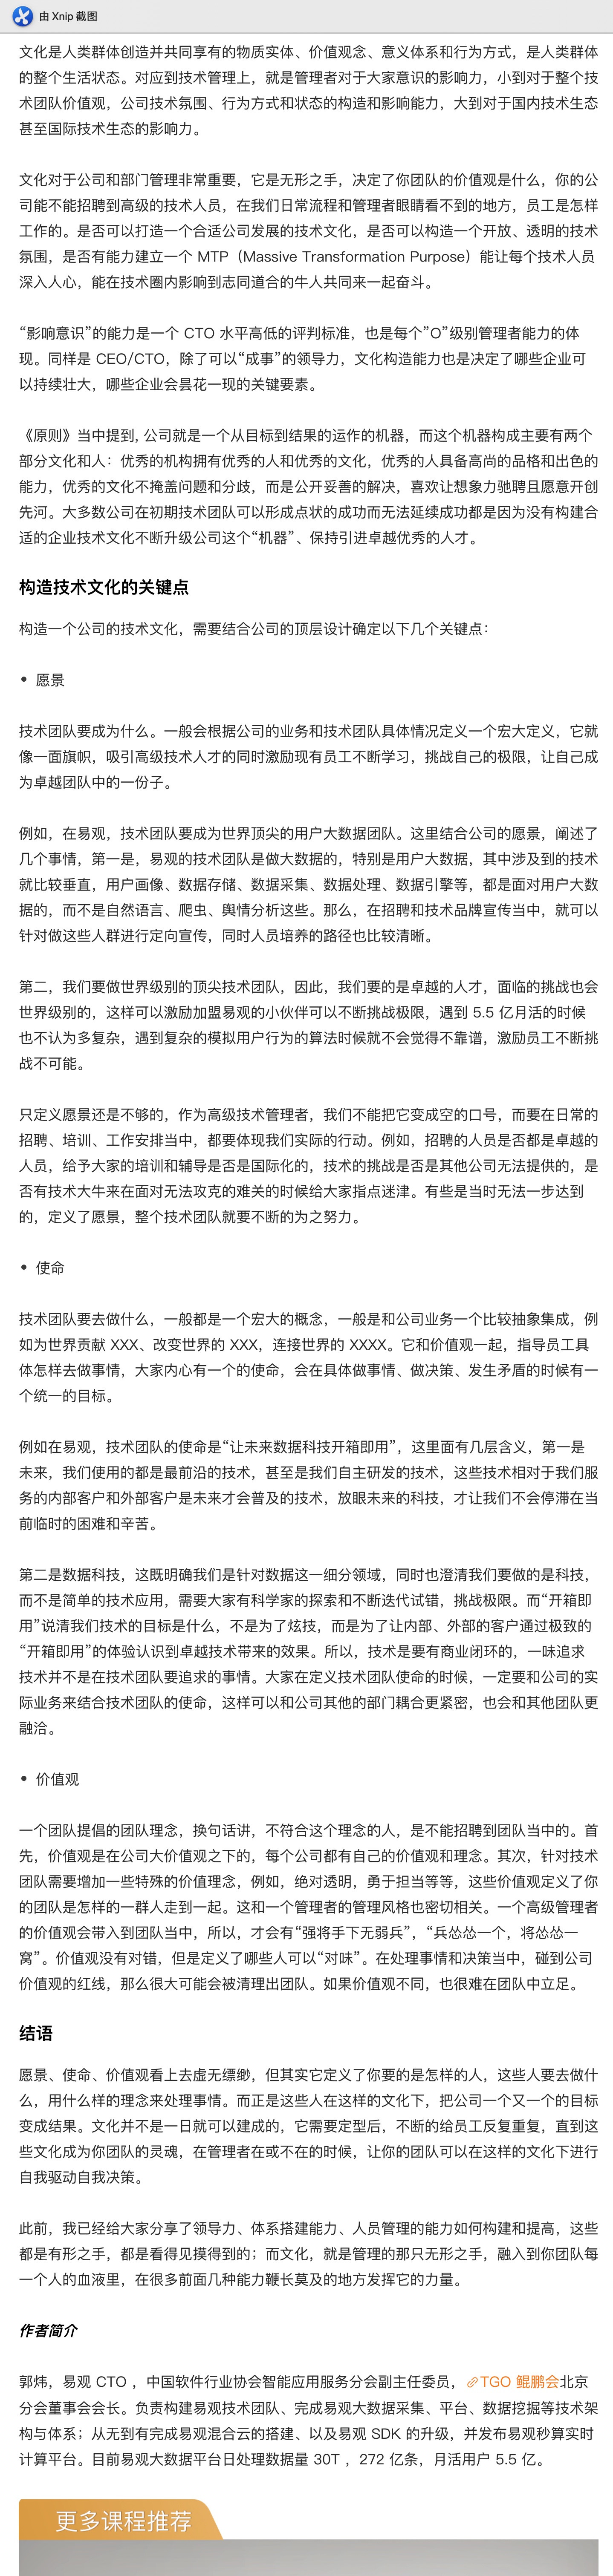 由 Xnip 截图
文化是人类群体创造并共同享有的物质实体、价值观念、意义体系和行为方式，是人类群体
的整个生活状态。对应到技术管理上，就是管理者对于大家意识的影响力，小到对于整个技
术团队价值观，公司技术氛围、行为方式和状态的构造和影响能力，大到对于国内技术生态
甚至国际技术生态的影响力。
文化对于公司和部门管理非常重要，它是无形之手，决定了你团队的价值观是什么，你的公
司能不能招聘到高级的技术人员，在我们日常流程和管理者眼睛看不到的地方，员工是怎样
工作的。是否可以打造一个合适公司发展的技术文化，是否可以构造一个开放、透明的技术
氛围，是否有能力建立一个 MTP（Massive Transformation Purpose）能让每个技术人员
深入人心，能在技术圈内影响到志同道合的牛人共同来一起奋斗。
“影响意识”的能力是一个 CTO 水平高低的评判标准，也是每个”O”级别管理者能力的体
现。同样是 CEO/CTO，除了可以“成事”的领导力，文化构造能力也是决定了哪些企业可
以持续壮大，哪些企业会昙花一现的关键要素。
《原则》当中提到, 公司就是一个从目标到结果的运作的机器，而这个机器构成主要有两个
部分文化和人：优秀的机构拥有优秀的人和优秀的文化，优秀的人具备高尚的品格和出色的
能力，优秀的文化不掩盖问题和分歧，而是公开妥善的解决，喜欢让想象力驰聘且愿意开创
先河。大多数公司在初期技术团队可以形成点状的成功而无法延续成功都是因为没有构建合
适的企业技术文化不断升级公司这个“机器”、保持引进卓越优秀的人才。
构造技术文化的关键点
构造一个公司的技术文化，需要结合公司的顶层设计确定以下几个关键点：
• 愿景
技术团队要成为什么。一般会根据公司的业务和技术团队具体情况定义一个宏大定义，它就
像一面旗帜，吸引高级技术人才的同时激励现有员工不断学习，挑战自己的极限，让自己成
为卓越团队中的一份子。
例如，在易观，技术团队要成为世界顶尖的用户大数据团队。这里结合公司的愿景，阐述了
几个事情，第一是，易观的技术团队是做大数据的，特别是用户大数据，其中涉及到的技术
就比较垂直，用户画像、数据存储、数据采集、数据处理、数据引擎等，都是面对用户大数
据的，而不是自然语言、爬虫、舆情分析这些。那么，在招聘和技术品牌宣传当中，就可以
针对做这些人群进行定向宣传，同时人员培养的路径也比较清晰。
第二，我们要做世界级别的顶尖技术团队，因此，我们要的是卓越的人才，面临的挑战也会
世界级别的，这样可以激励加盟易观的小伙伴可以不断挑战极限，遇到 5.5 亿月活的时候
也不认为多复杂，遇到复杂的模拟用户行为的算法时候就不会觉得不靠谱，激励员工不断挑
战不可能。
只定义愿景还是不够的，作为高级技术管理者，我们不能把它变成空的口号，而要在日常的
招聘、培训、工作安排当中，都要体现我们实际的行动。例如，招聘的人员是否都是卓越的
人员，给予大家的培训和辅导是否是国际化的，技术的挑战是否是其他公司无法提供的，是
否有技术大牛来在面对无法攻克的难关的时候给大家指点迷津。有些是当时无法一步达到
的，定义了愿景，整个技术团队就要不断的为之努力。
• 使命
技术团队要去做什么，一般都是一个宏大的概念，一般是和公司业务一个比较抽象集成，例
如为世界贡献 XXX、改变世界的 XXX，连接世界的 XXXX。它和价值观一起，指导员工具
体怎样去做事情，大家内心有一个的使命，会在具体做事情、做决策、发生矛盾的时候有一
个统一的目标。
例如在易观，技术团队的使命是“让未来数据科技开箱即用”，这里面有几层含义，第一是
未来，我们使用的都是最前沿的技术，甚至是我们自主研发的技术，这些技术相对于我们服
务的内部客户和外部客户是未来才会普及的技术，放眼未来的科技，才让我们不会停滞在当
前临时的困难和辛苦。
第二是数据科技，这既明确我们是针对数据这一细分领域，同时也澄清我们要做的是科技，
而不是简单的技术应用，需要大家有科学家的探索和不断迭代试错，挑战极限。而“开箱即
用”说清我们技术的目标是什么，不是为了炫技，而是为了让内部、外部的客户通过极致的
“开箱即用”的体验认识到卓越技术带来的效果。所以，技术是要有商业闭环的，一味追求
技术并不是在技术团队要追求的事情。大家在定义技术团队使命的时候，一定要和公司的实
际业务来结合技术团队的使命，这样可以和公司其他的部门耦合更紧密，也会和其他团队更
融洽。
• 价值观
一个团队提倡的团队理念，换句话讲，不符合这个理念的人，是不能招聘到团队当中的。首
先，价值观是在公司大价值观之下的，每个公司都有自己的价值观和理念。其次，针对技术
团队需要增加一些特殊的价值理念，例如，绝对透明，勇于担当等等，这些价值观定义了你
的团队是怎样的一群人走到一起。这和一个管理者的管理风格也密切相关。一个高级管理者
的价值观会带入到团队当中，所以，才会有“强将手下无弱兵”，“兵怂怂一个，将怂怂一
窝”。价值观没有对错，但是定义了哪些人可以“对味”。在处理事情和决策当中，碰到公司
价值观的红线，那么很大可能会被清理出团队。如果价值观不同，也很难在团队中立足。
结语
愿景、使命、价值观看上去虚无缥缈，但其实它定义了你要的是怎样的人，这些人要去做什
么，用什么样的理念来处理事情。而正是这些人在这样的文化下，把公司一个又一个的目标
变成结果。文化并不是一日就可以建成的，它需要定型后，不断的给员工反复重复，直到这
些文化成为你团队的灵魂，在管理者在或不在的时候，让你的团队可以在这样的文化下进行
自我驱动自我决策。
此前，我已经给大家分享了领导力、体系搭建能力、人员管理的能力如何构建和提高，这些
都是有形之手，都是看得见摸得到的；而文化，就是管理的那只无形之手，融入到你团队每
一个人的血液里，在很多前面几种能力鞭长莫及的地方发挥它的力量。
作者简介
郭炜，易观 CTO ，中国软件行业协会智能应用服务分会副主任委员，TGO 鲲鹏会北京
分会董事会会长。负责构建易观技术团队、完成易观大数据采集、平台、数据挖掘等技术架
构与体系；从无到有完成易观混合云的搭建、以及易观 SDK 的升级，并发布易观秒算实时
计算平台。目前易观大数据平台日处理数据量 30T ，272 亿条，月活用户 5.5 亿。
更多课程推荐